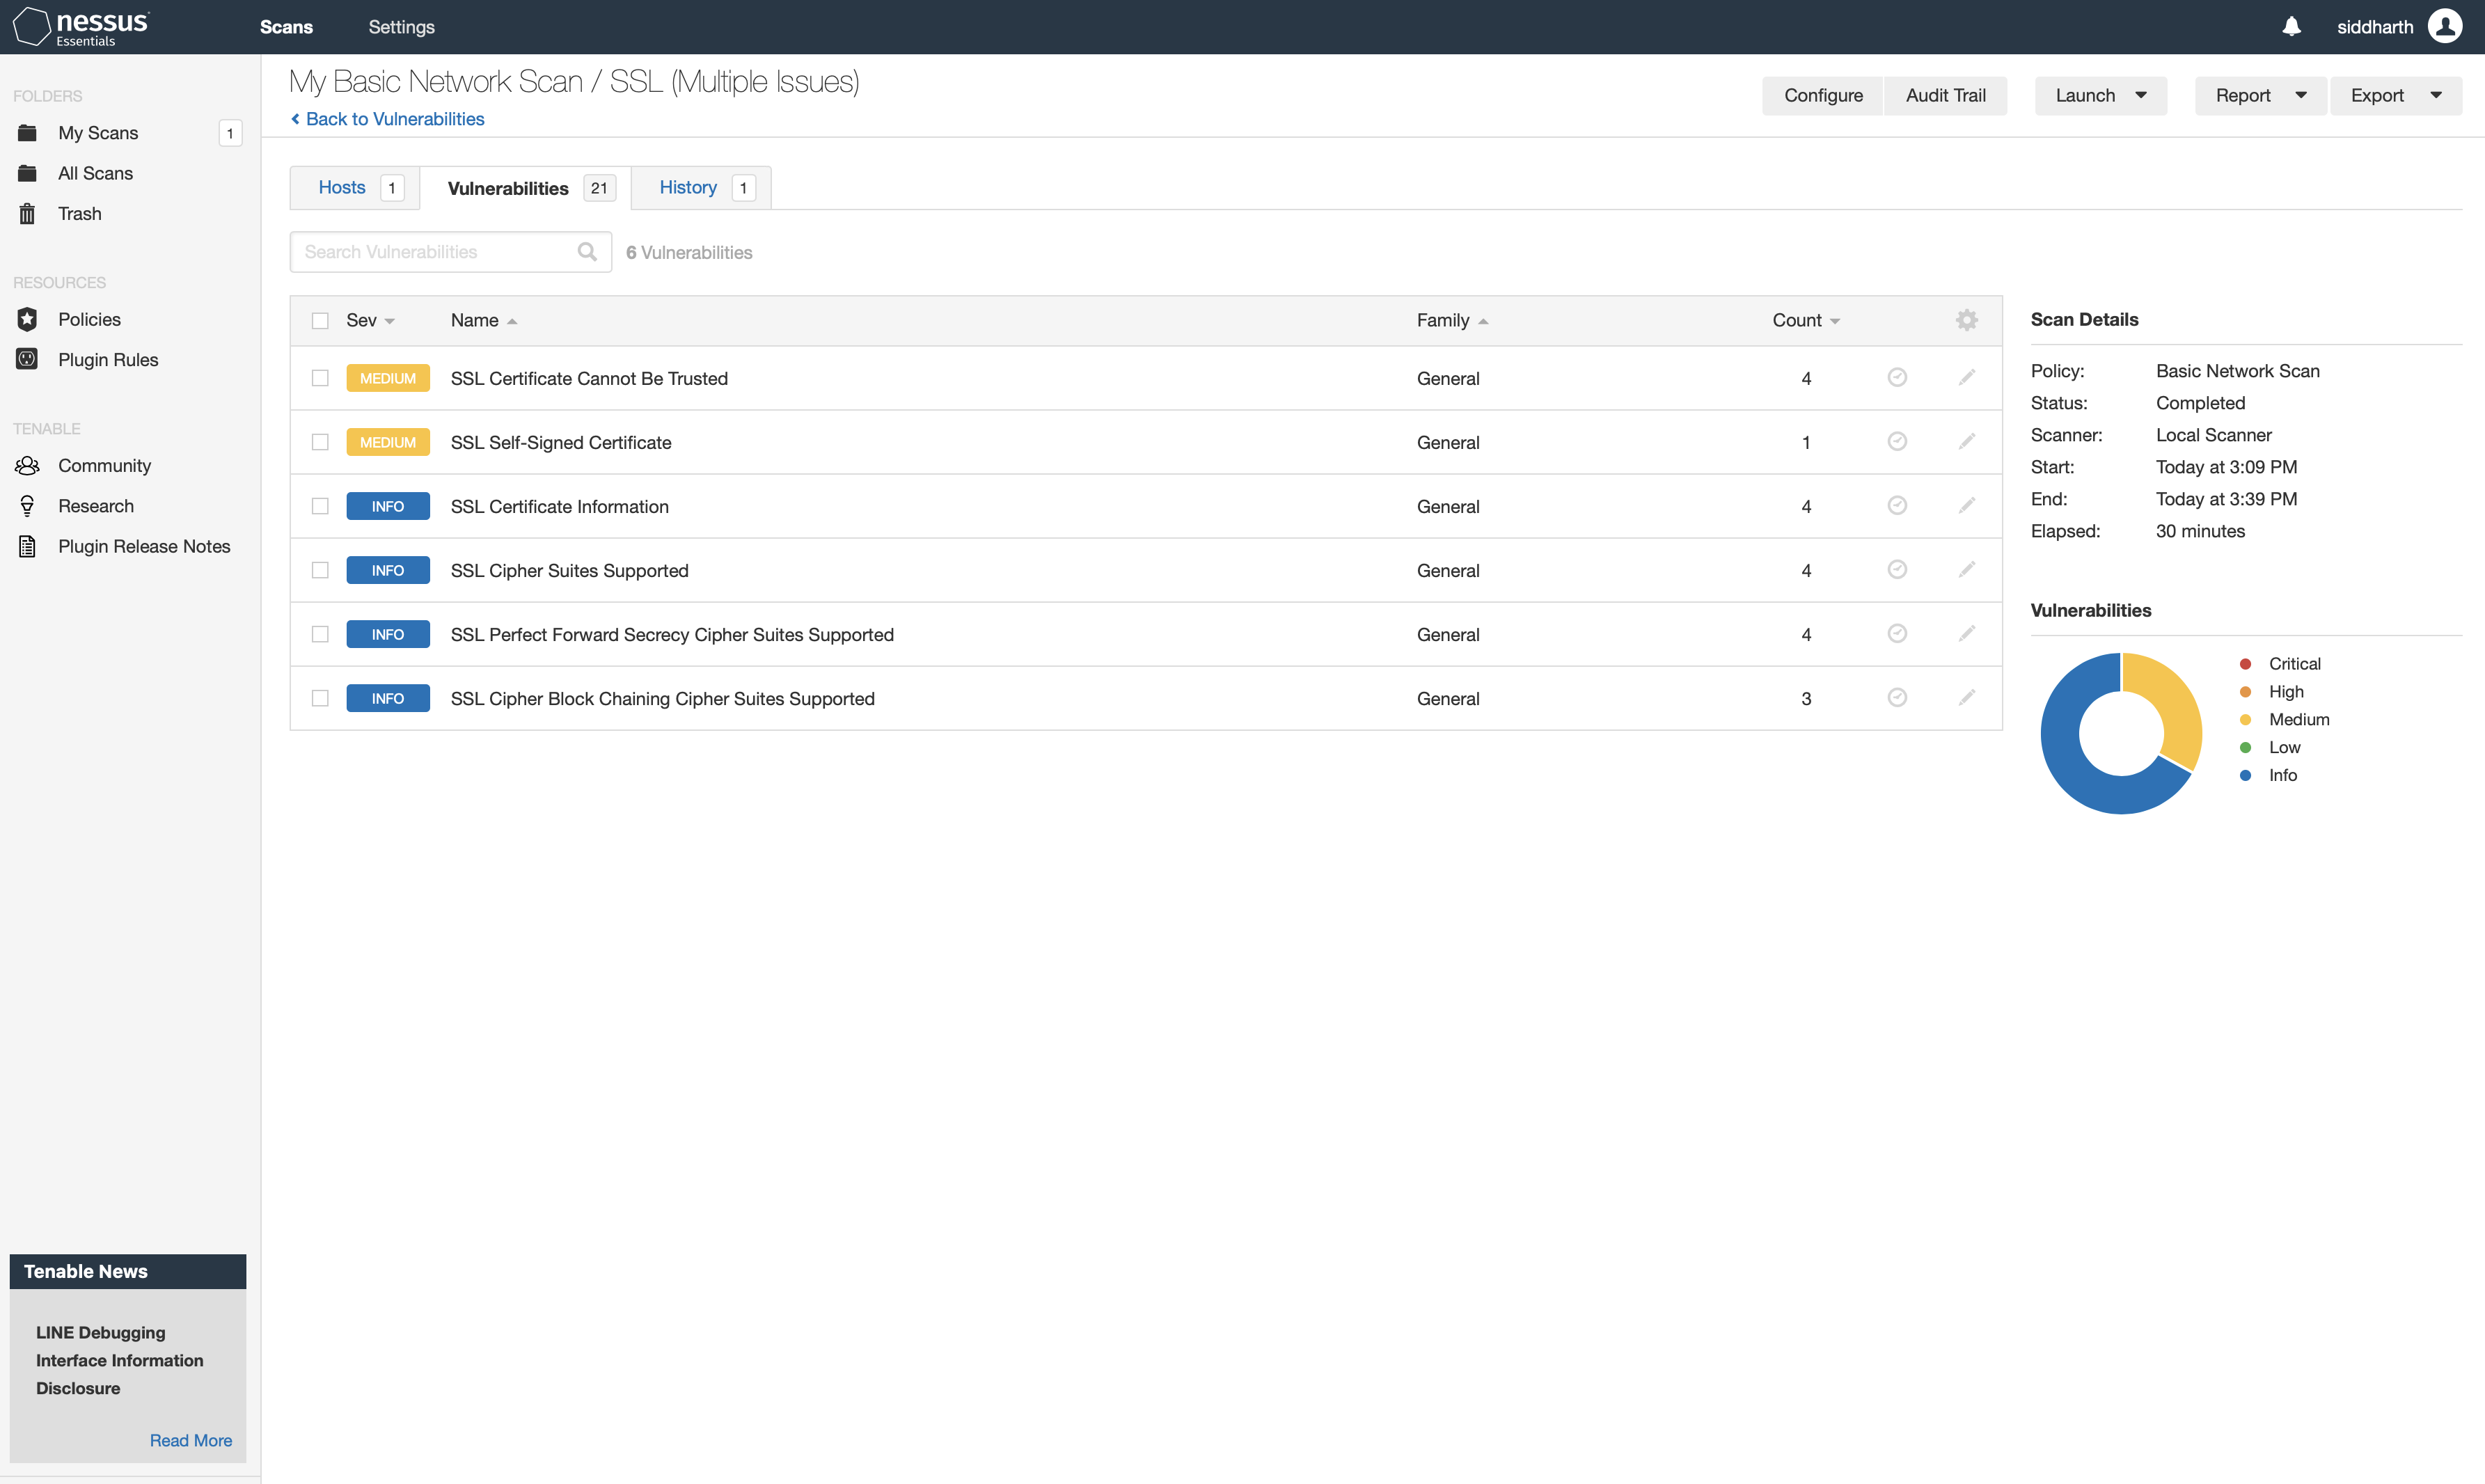 nessus
Essentials
Scans
Settings
siddharth
FOLDERS
My Scans 1
All Scans
Trash
RESOURCES
Policies
Plugin Rules
TENABLE
Community
Research
Plugin Release Notes
Tenable News
LINE Debugging
Interface Information
Disclosure
Read More
My Basic Network Scan / SSL (Multiple Issues)
Back to Vulnerabilities
Configure
Audit Trail
Launch
Report
Export
Hosts 1
Vulnerabilities 21
History 1
Search Vulnerabilities
6 Vulnerabilities
Sev Name Family Count
MEDIUM SSL Certificate Cannot Be Trusted General 4
MEDIUM SSL Self-Signed Certificate General 1
INFO SSL Certificate Information General 4
INFO SSL Cipher Suites Supported General 4
INFO SSL Perfect Forward Secrecy Cipher Suites Supported General 4
INFO SSL Cipher Block Chaining Cipher Suites Supported General 3
Scan Details
Policy: Basic Network Scan
Status: Completed
Scanner: Local Scanner
Start: Today at 3:09 PM
End: Today at 3:39 PM
Elapsed: 30 minutes
Vulnerabilities
Critical
High
Medium
Low
Info